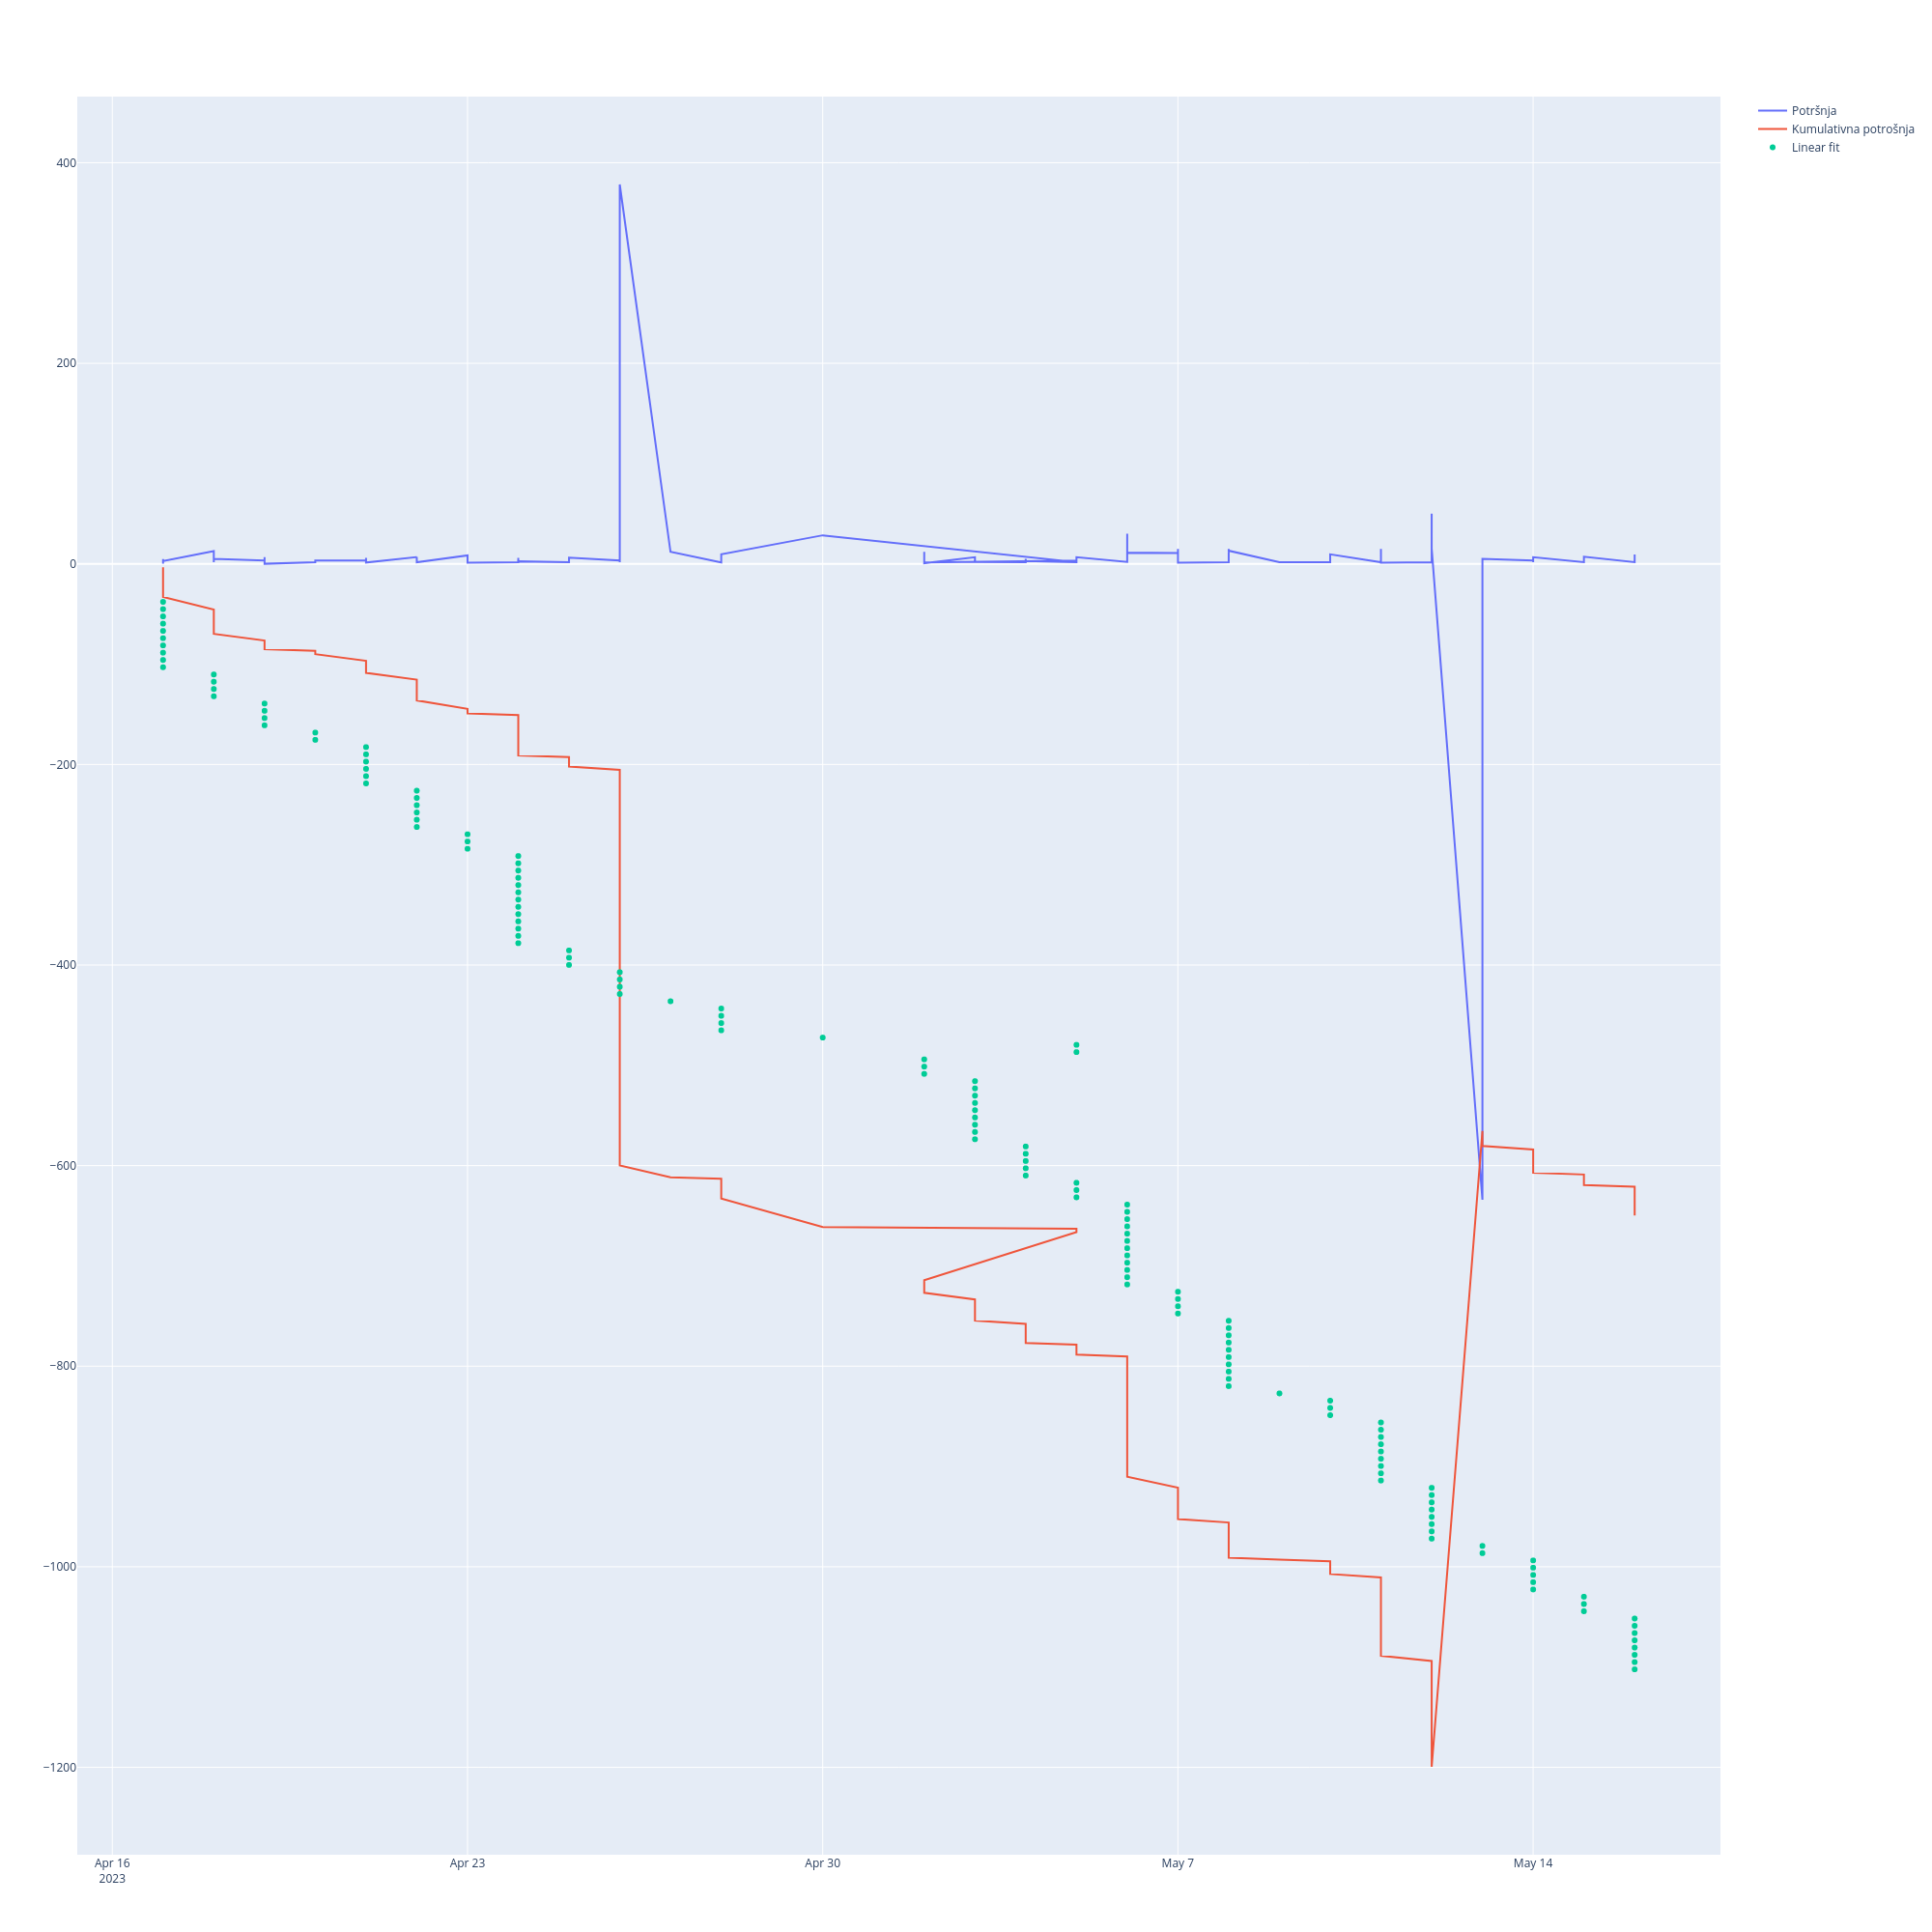 Potršnja
Kumulativna potrošnja
Linear fit
400
200
0
−200
−400
−600
−800
−1000
−1200
Apr 16
2023
Apr 23
Apr 30
May 7
May 14